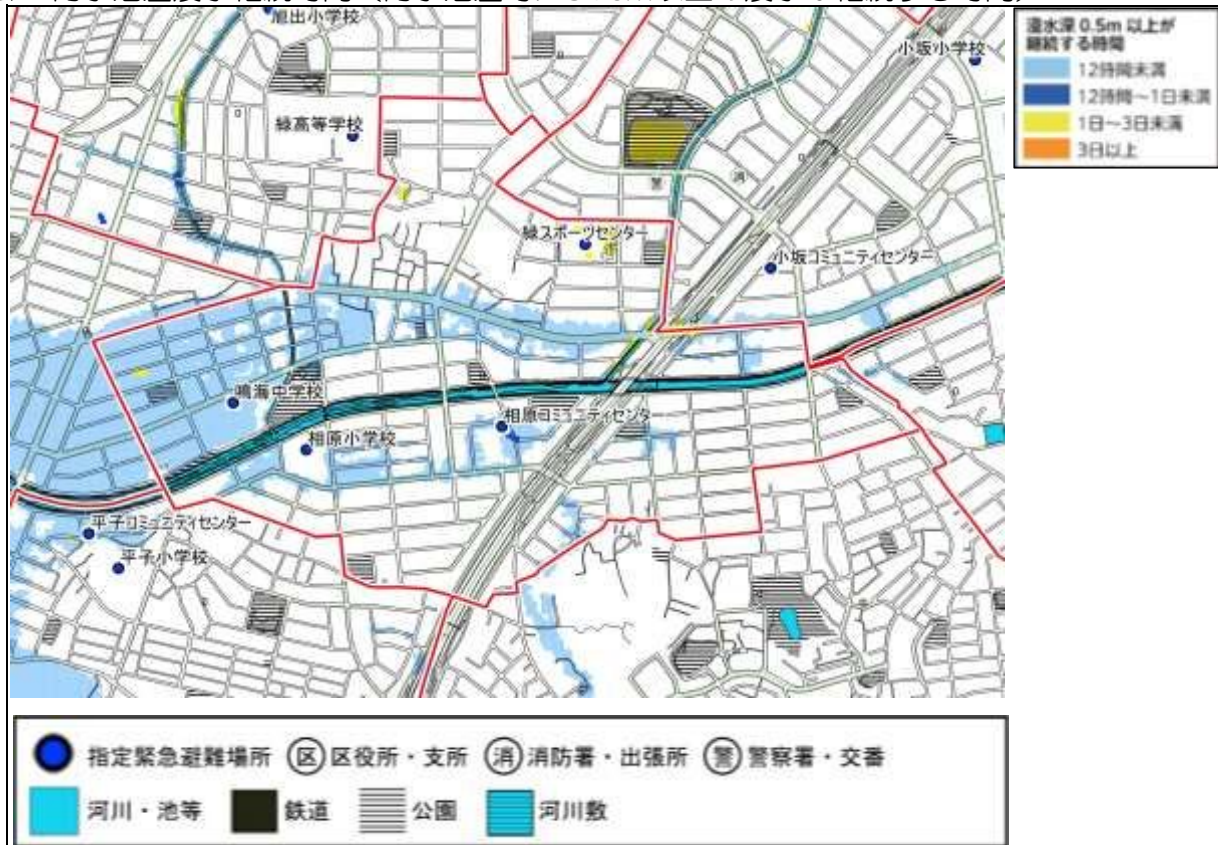 旭出小学校
小坂小学校
緑高等学校
警
消
緑スポーツセンター
小坂コミュニティセンター
鳴海中学校
相原コミュニティセンター
相原小学校
平子コミュニティセンター
平子小学校
浸水深 0.5m 以上が
継続する時間
12時間未満
12時間～1日未満
1日～3日未満
3日以上
指定緊急避難場所 区 区役所・支所 消 消防署・出張所 警 警察署・交番
河川・池等 鉄道 公園 河川敷